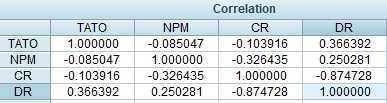 Correlation
TATO NPM CR DR
TATO 1.000000 -0.085047 -0.103916 0.366392
NPM -0.085047 1.000000 -0.326435 0.250281
CR -0.103916 -0.326435 1.000000 -0.874728
DR 0.366392 0.250281 -0.874728 1.000000